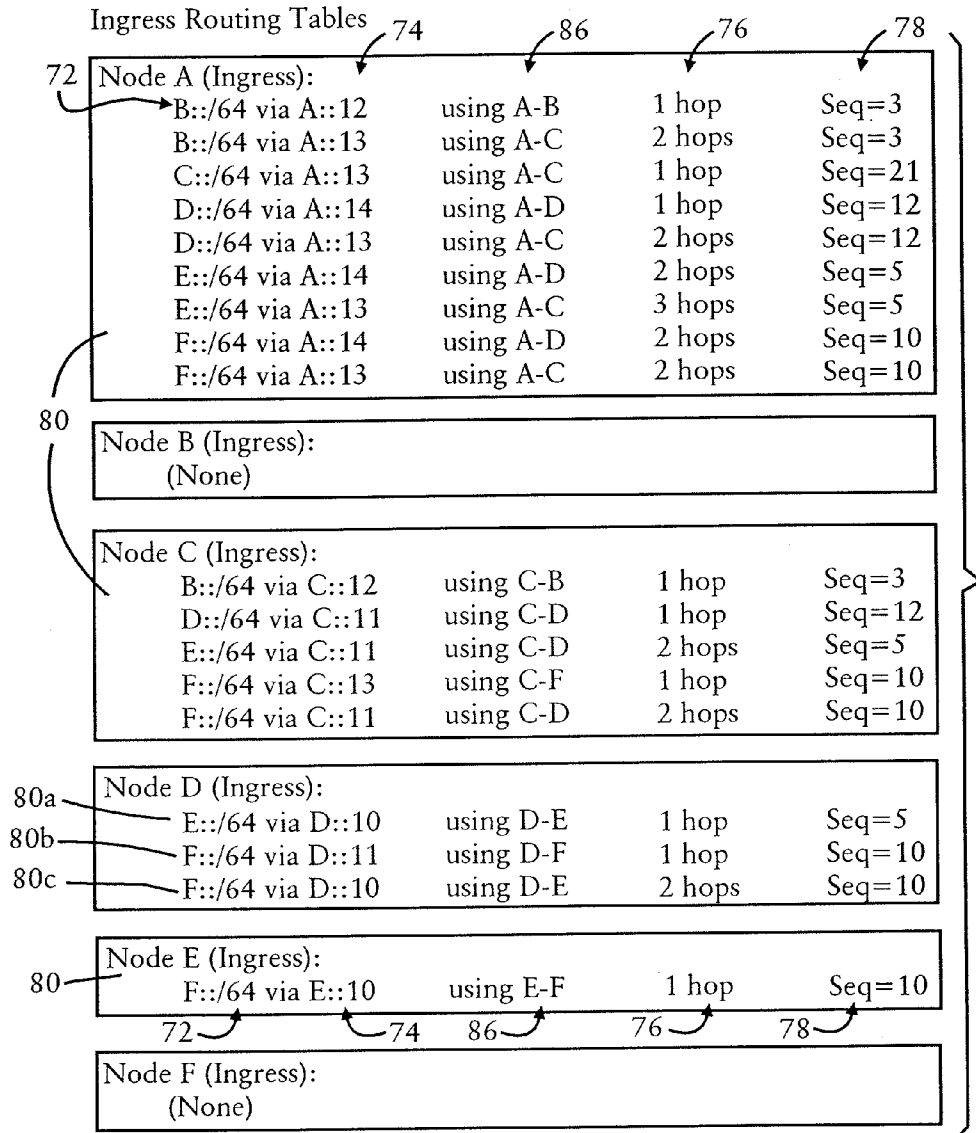 Ingress Routing Tables
74 86 76 78
72 Node A (Ingress):
B::/64 via A::12 using A-B 1 hop Seq=3
B::/64 via A::13 using A-C 2 hops Seq=3
C::/64 via A::13 using A-C 1 hop Seq=21
D::/64 via A::14 using A-D 1 hop Seq=12
D::/64 via A::13 using A-C 2 hops Seq=12
E::/64 via A::14 using A-D 2 hops Seq=5
E::/64 via A::13 using A-C 3 hops Seq=5
F::/64 via A::14 using A-D 2 hops Seq=10
F::/64 via A::13 using A-C 2 hops Seq=10
80
Node B (Ingress):
(None)
Node C (Ingress):
B::/64 via C::12 using C-B 1 hop Seq=3
D::/64 via C::11 using C-D 1 hop Seq=12
E::/64 via C::11 using C-D 2 hops Seq=5
F::/64 via C::13 using C-F 1 hop Seq=10
F::/64 via C::11 using C-D 2 hops Seq=10
Node D (Ingress):
80a E::/64 via D::10 using D-E 1 hop Seq=5
80b F::/64 via D::11 using D-F 1 hop Seq=10
80c F::/64 via D::10 using D-E 2 hops Seq=10
Node E (Ingress):
80 F::/64 via E::10 using E-F 1 hop Seq=10
72 74 86 76 78
Node F (Ingress):
(None)